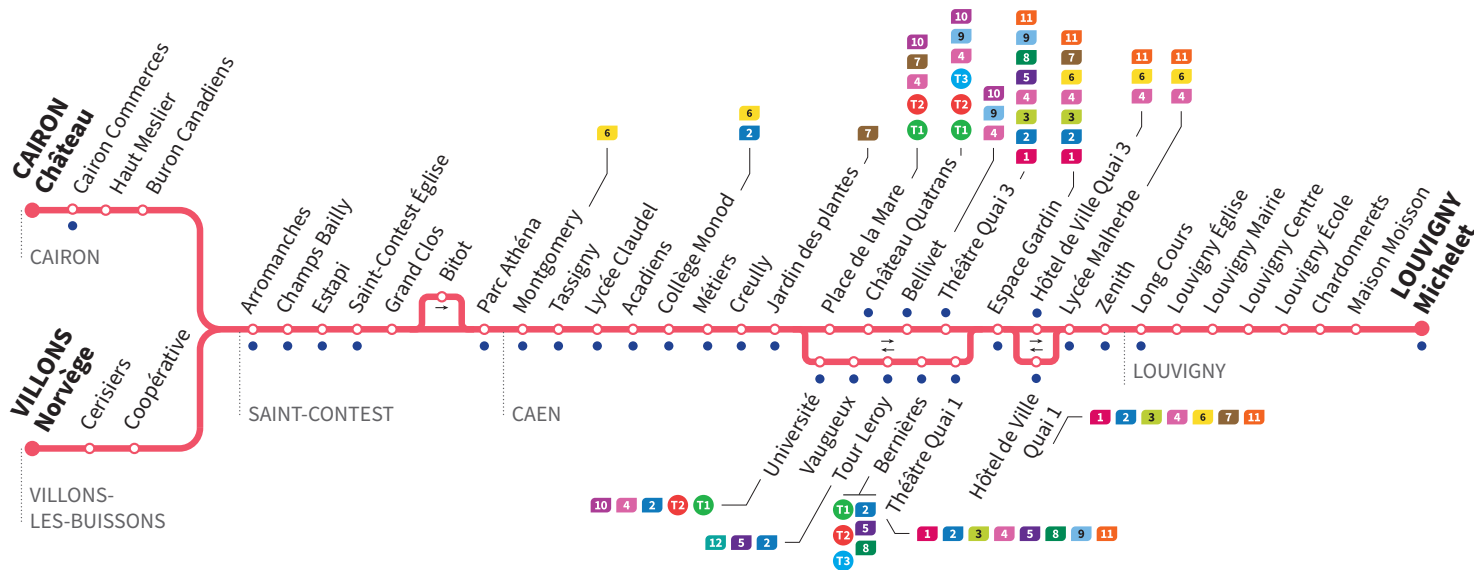 CAIRON
Château
Cairon Commerces
Haut Meslier
Buron Canadiens
CAIRON
VILLONS
Norvège
Cerisiers
Coopérative
VILLONS-
LES-BUISSONS
Arromanches
Champs Bailly
Estapi
Saint-Contest Église
Grand Clos
Bitot
SAINT-CONTEST
Parc Athéna
Montgomery
6
Tassigny
Lycée Claudel
Acadiens
Collège Monod
6
2
Métiers
Creully
Jardin des plantes
7
CAEN
Place de la Mare
10
7
4
T2
T1
Château Quatrans
10
9
4
T3
T2
T1
Bellivet
10
9
4
Théâtre Quai 3
11
9
8
5
4
3
2
1
Université
10 4 2 T2 T1
Vaugueux
Tour Leroy
12 5 2
Bernières
T1 2
T2 5
T3 8
Théâtre Quai 1
1 2 3 4 5 8 9 11
Espace Gardin
11
7
6
4
3
2
1
Hôtel de Ville Quai 3
11
6
4
Hôtel de Ville
Quai 1
1 2 3 4 6 7 11
Lycée Malherbe
11
6
4
Zenith
Long Cours
Louvigny Église
Louvigny Mairie
Louvigny Centre
Louvigny École
Chardonnerets
Maison Moisson
LOUVIGNY
Michelet
LOUVIGNY